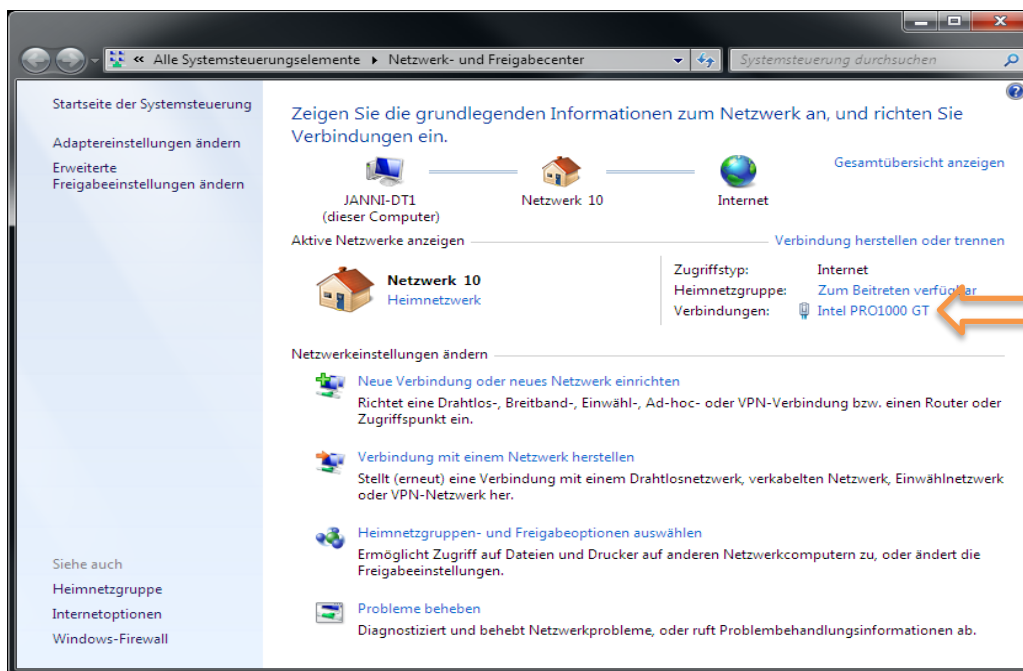 « Alle Systemsteuerungselemente ▸ Netzwerk- und Freigabecenter
Systemsteuerung durchsuchen
Startseite der Systemsteuerung
Adaptereinstellungen ändern
Erweiterte
Freigabeeinstellungen ändern
Zeigen Sie die grundlegenden Informationen zum Netzwerk an, und richten Sie
Verbindungen ein.
Gesamtübersicht anzeigen
JANNI-DT1
(dieser Computer)
Netzwerk 10
Internet
Aktive Netzwerke anzeigen
Verbindung herstellen oder trennen
Netzwerk 10
Heimnetzwerk
Zugriffstyp: Internet
Heimnetzgruppe: Zum Beitreten verfügbar
Verbindungen: Intel PRO1000 GT
Netzwerkeinstellungen ändern
Neue Verbindung oder neues Netzwerk einrichten
Richtet eine Drahtlos-, Breitband-, Einwähl-, Ad-hoc- oder VPN-Verbindung bzw. einen Router oder
Zugriffspunkt ein.
Verbindung mit einem Netzwerk herstellen
Stellt (erneut) eine Verbindung mit einem Drahtlosnetzwerk, verkabelten Netzwerk, Einwählnetzwerk
oder VPN-Netzwerk her.
Heimnetzgruppen- und Freigabeoptionen auswählen
Ermöglicht Zugriff auf Dateien und Drucker auf anderen Netzwerkcomputern zu, oder ändert die
Freigabeeinstellungen.
Probleme beheben
Diagnostiziert und behebt Netzwerkprobleme, oder ruft Problembehandlungsinformationen ab.
Siehe auch
Heimnetzgruppe
Internetoptionen
Windows-Firewall